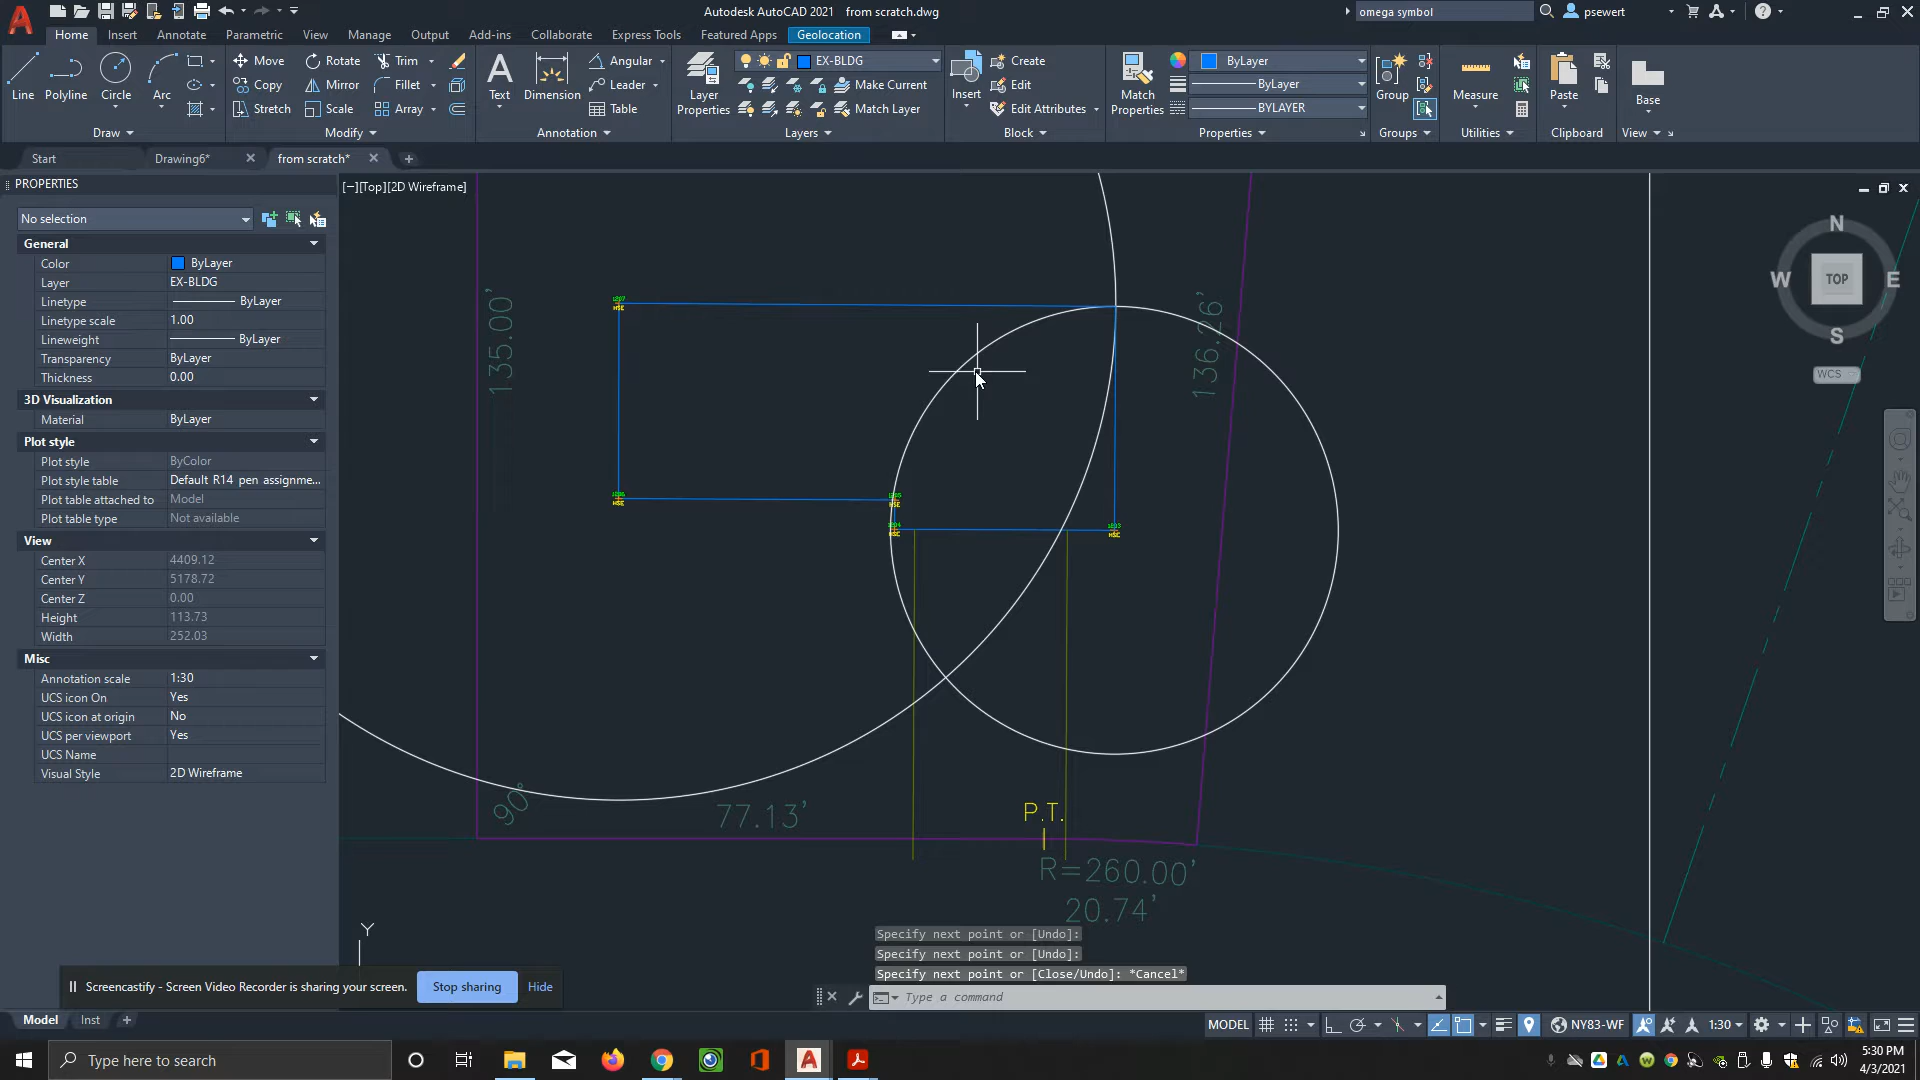 Autodesk AutoCAD 2021 from scratch.dwg
omega symbol
psewert
Home Insert Annotate Parametric View Manage Output Add-ins Collaborate Express Tools Featured Apps Geolocation
Line Polyline Circle Arc
Move Rotate Trim
Copy Mirror Fillet
Stretch Scale Array
Text Dimension
Angular
Leader
Table
Layer Properties
EX-BLDG
Make Current
Match Layer
Insert
Create
Edit
Edit Attributes
Match Properties
ByLayer
ByLayer
BYLAYER
Group Measure Paste Base
Draw Modify Annotation Layers Block Properties Groups Utilities Clipboard View
Start Drawing6* from scratch*
PROPERTIES
[−][Top][2D Wireframe]
No selection
General
Color ByLayer
Layer EX-BLDG
Linetype ByLayer
Linetype scale 1.00
Lineweight ByLayer
Transparency ByLayer
Thickness 0.00
3D Visualization
Material ByLayer
Plot style
Plot style ByColor
Plot style table Default R14 pen assignme...
Plot table attached to Model
Plot table type Not available
View
Center X 4409.12
Center Y 5178.72
Center Z 0.00
Height 113.73
Width 252.03
Misc
Annotation scale 1:30
UCS icon On Yes
UCS icon at origin No
UCS per viewport Yes
UCS Name
Visual Style 2D Wireframe
N
W TOP E
S
WCS
135.00'
136.26'
90°
77.13'
P.T.
R=260.00'
20.74'
Y
Specify next point or [Undo]:
Specify next point or [Undo]:
Specify next point or [Close/Undo]: *Cancel*
Type a command
Screencastify - Screen Video Recorder is sharing your screen. Stop sharing Hide
Model Inst
MODEL NY83-WF 1:30
Type here to search
5:30 PM
4/3/2021